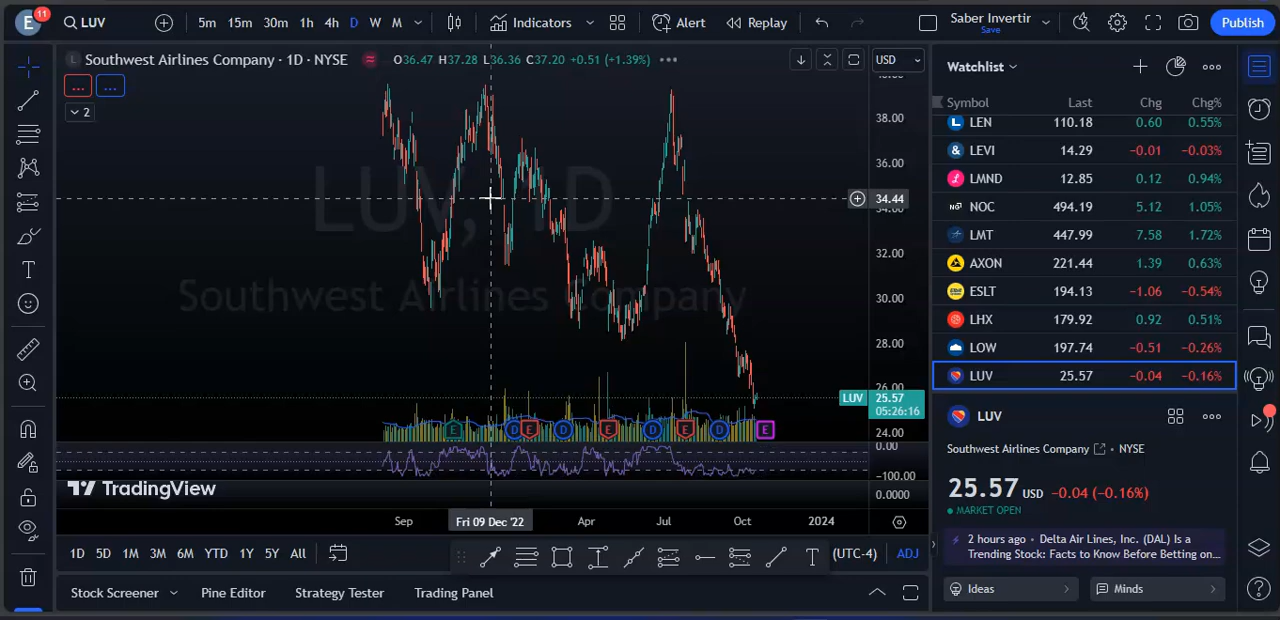 E 11 LUV 5m 15m 30m 1h 4h D W M Indicators Alert Replay Saber Invertir Save Publish
L Southwest Airlines Company · 1D · NYSE O36.47 H37.28 L36.36 C37.20 +0.51 (+1.39%) ••• USD
... ...
2
LUV, 1D
Southwest Airlines Company
38.00
36.00
34.44
34.00
32.00
30.00
28.00
26.00
LUV 25.57
05:26:16
24.00
E D E D E D E D E
0.00
−100.00
0.0000
TradingView
Sep Fri 09 Dec '22 Apr Jul Oct 2024
1D 5D 1M 3M 6M YTD 1Y 5Y All T (UTC-4) ADJ
Stock Screener Pine Editor Strategy Tester Trading Panel
Watchlist
Symbol Last Chg Chg%
LEN 110.18 0.60 0.55%
LEVI 14.29 −0.01 −0.03%
LMND 12.85 0.12 0.94%
NOC 494.19 5.12 1.05%
LMT 447.99 7.58 1.72%
AXON 221.44 1.39 0.63%
ESLT 194.13 −1.06 −0.54%
LHX 179.92 0.92 0.51%
LOW 197.74 −0.51 −0.26%
LUV 25.57 −0.04 −0.16%
LUV
Southwest Airlines Company • NYSE
25.57 USD −0.04 (−0.16%)
MARKET OPEN
2 hours ago • Delta Air Lines, Inc. (DAL) Is a
Trending Stock: Facts to Know Before Betting on...
Ideas Minds